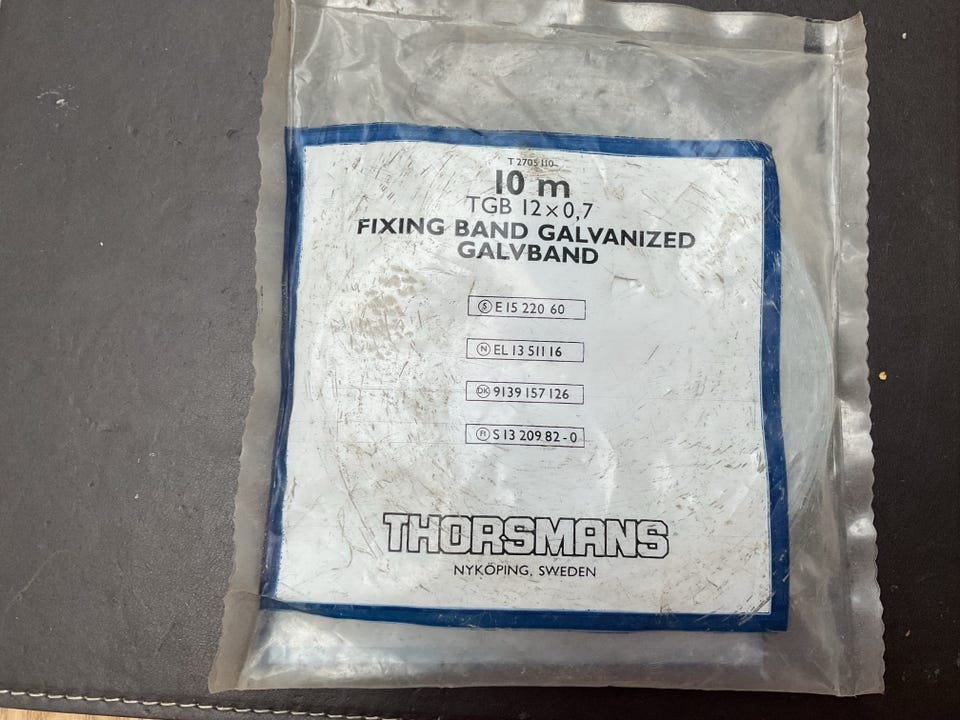 T 2705 110
10 m
TGB 12×0,7
FIXING BAND GALVANIZED
GALVBAND
Ⓢ E 15 220 60
Ⓝ EL 13 511 16
DK 9139 157 126
FI S 13 209 82 - 0
THORSMANS
NYKÖPING, SWEDEN